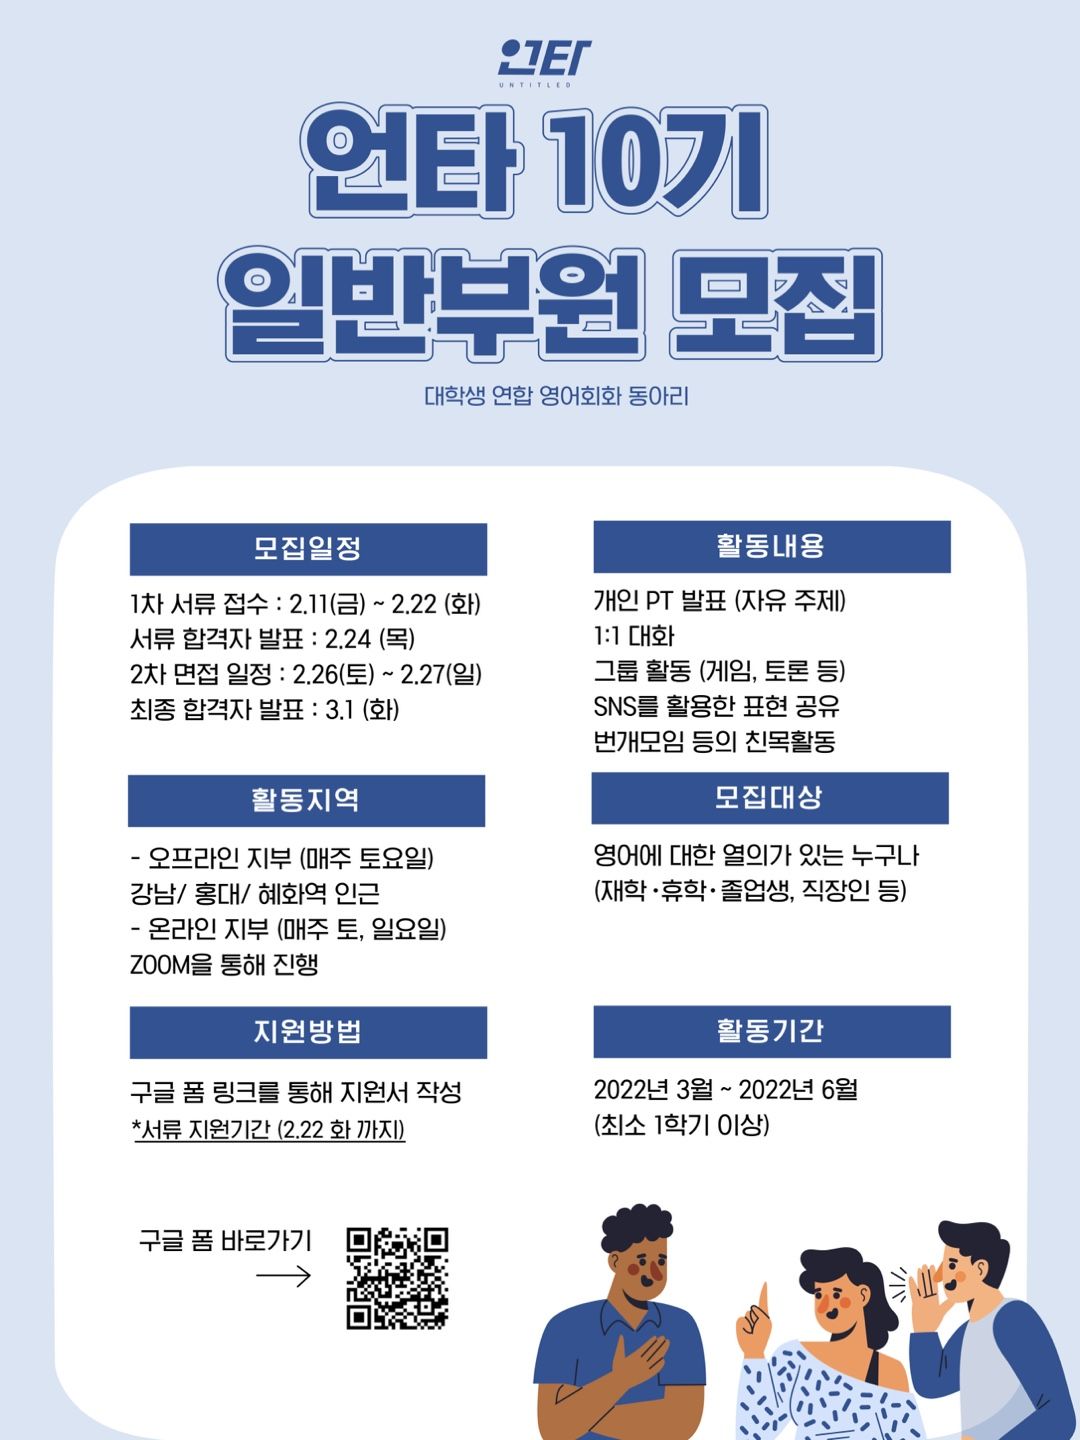 언타
UNTITLED
언타 10기
일반부원 모집
대학생 연합 영어회화 동아리
모집일정
1차 서류 접수 : 2.11(금) ~ 2.22 (화)
서류 합격자 발표 : 2.24 (목)
2차 면접 일정 : 2.26(토) ~ 2.27(일)
최종 합격자 발표 : 3.1 (화)
활동내용
개인 PT 발표 (자유 주제)
1:1 대화
그룹 활동 (게임, 토론 등)
SNS를 활용한 표현 공유
번개모임 등의 친목활동
활동지역
- 오프라인 지부 (매주 토요일)
강남/ 홍대/ 혜화역 인근
- 온라인 지부 (매주 토, 일요일)
ZOOM을 통해 진행
모집대상
영어에 대한 열의가 있는 누구나
(재학·휴학·졸업생, 직장인 등)
지원방법
구글 폼 링크를 통해 지원서 작성
*서류 지원기간 (2.22 화 까지)
활동기간
2022년 3월 ~ 2022년 6월
(최소 1학기 이상)
구글 폼 바로가기